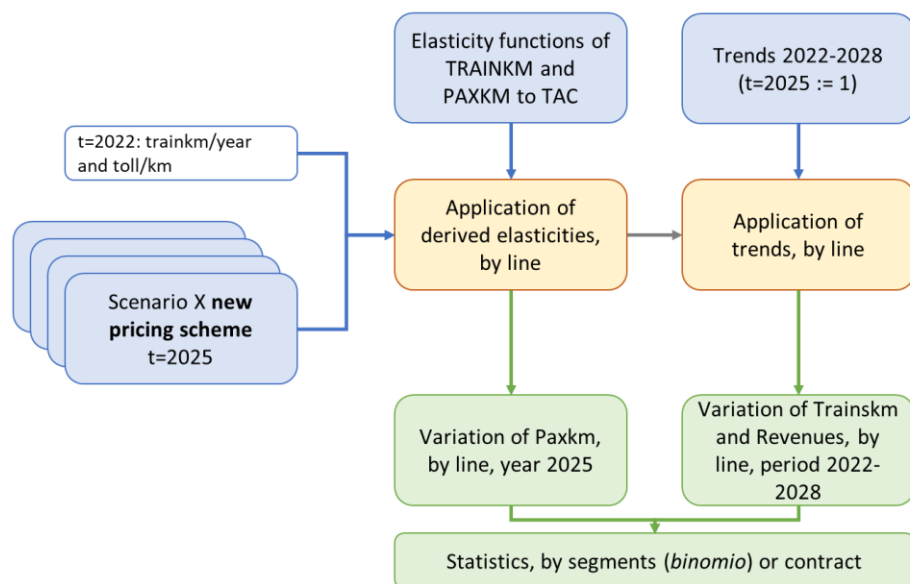 Elasticity functions of
TRAINKM and
PAXKM to TAC
Trends 2022-2028
(t=2025 := 1)
t=2022: trainkm/year
and toll/km
Application of
derived elasticities,
by line
Application of
trends, by line
Scenario X new
pricing scheme
t=2025
Variation of Paxkm,
by line, year 2025
Variation of Trainskm
and Revenues, by
line, period 2022-
2028
Statistics, by segments (binomio) or contract